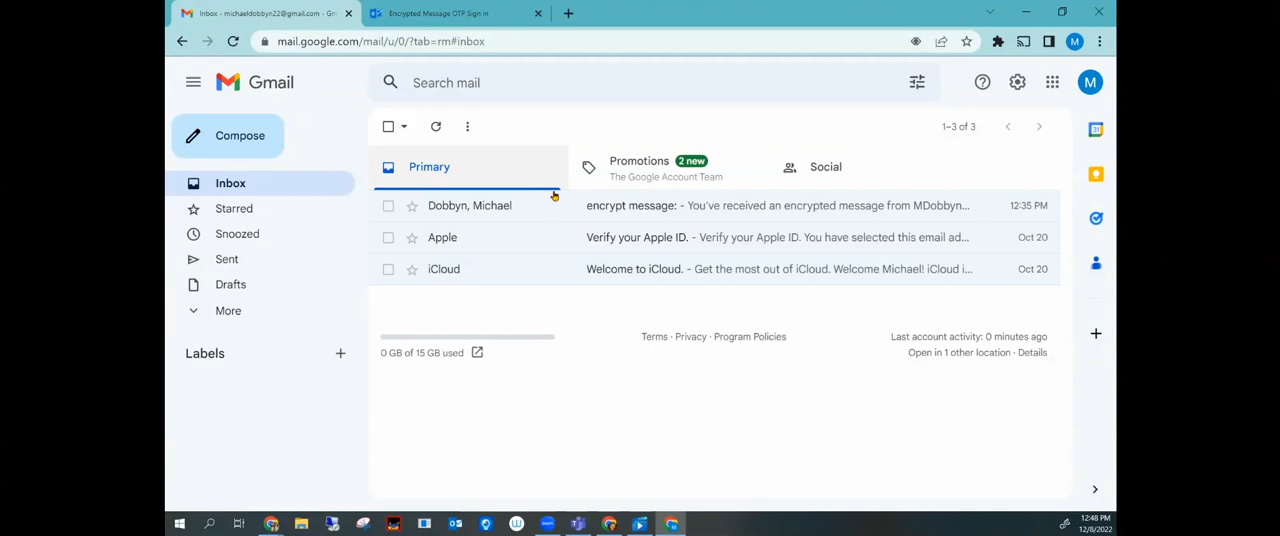 Inbox - michaeldobbyn22@gmail.com - Gm
Encrypted Message OTP Sign in
mail.google.com/mail/u/0/?tab=rm#inbox
M
Gmail
Search mail
M
Compose
1–3 of 3
31
Primary
Promotions 2 new
The Google Account Team
Social
Inbox
Dobbyn, Michael encrypt message: - You've received an encrypted message from MDobbyn... 12:35 PM
Starred
Snoozed
Apple Verify your Apple ID. - Verify your Apple ID. You have selected this email ad... Oct 20
Sent
iCloud Welcome to iCloud. - Get the most out of iCloud. Welcome Michael! iCloud i... Oct 20
Drafts
More
Terms · Privacy · Program Policies
Last account activity: 0 minutes ago
0 GB of 15 GB used
Open in 1 other location · Details
Labels
12:48 PM
12/8/2022